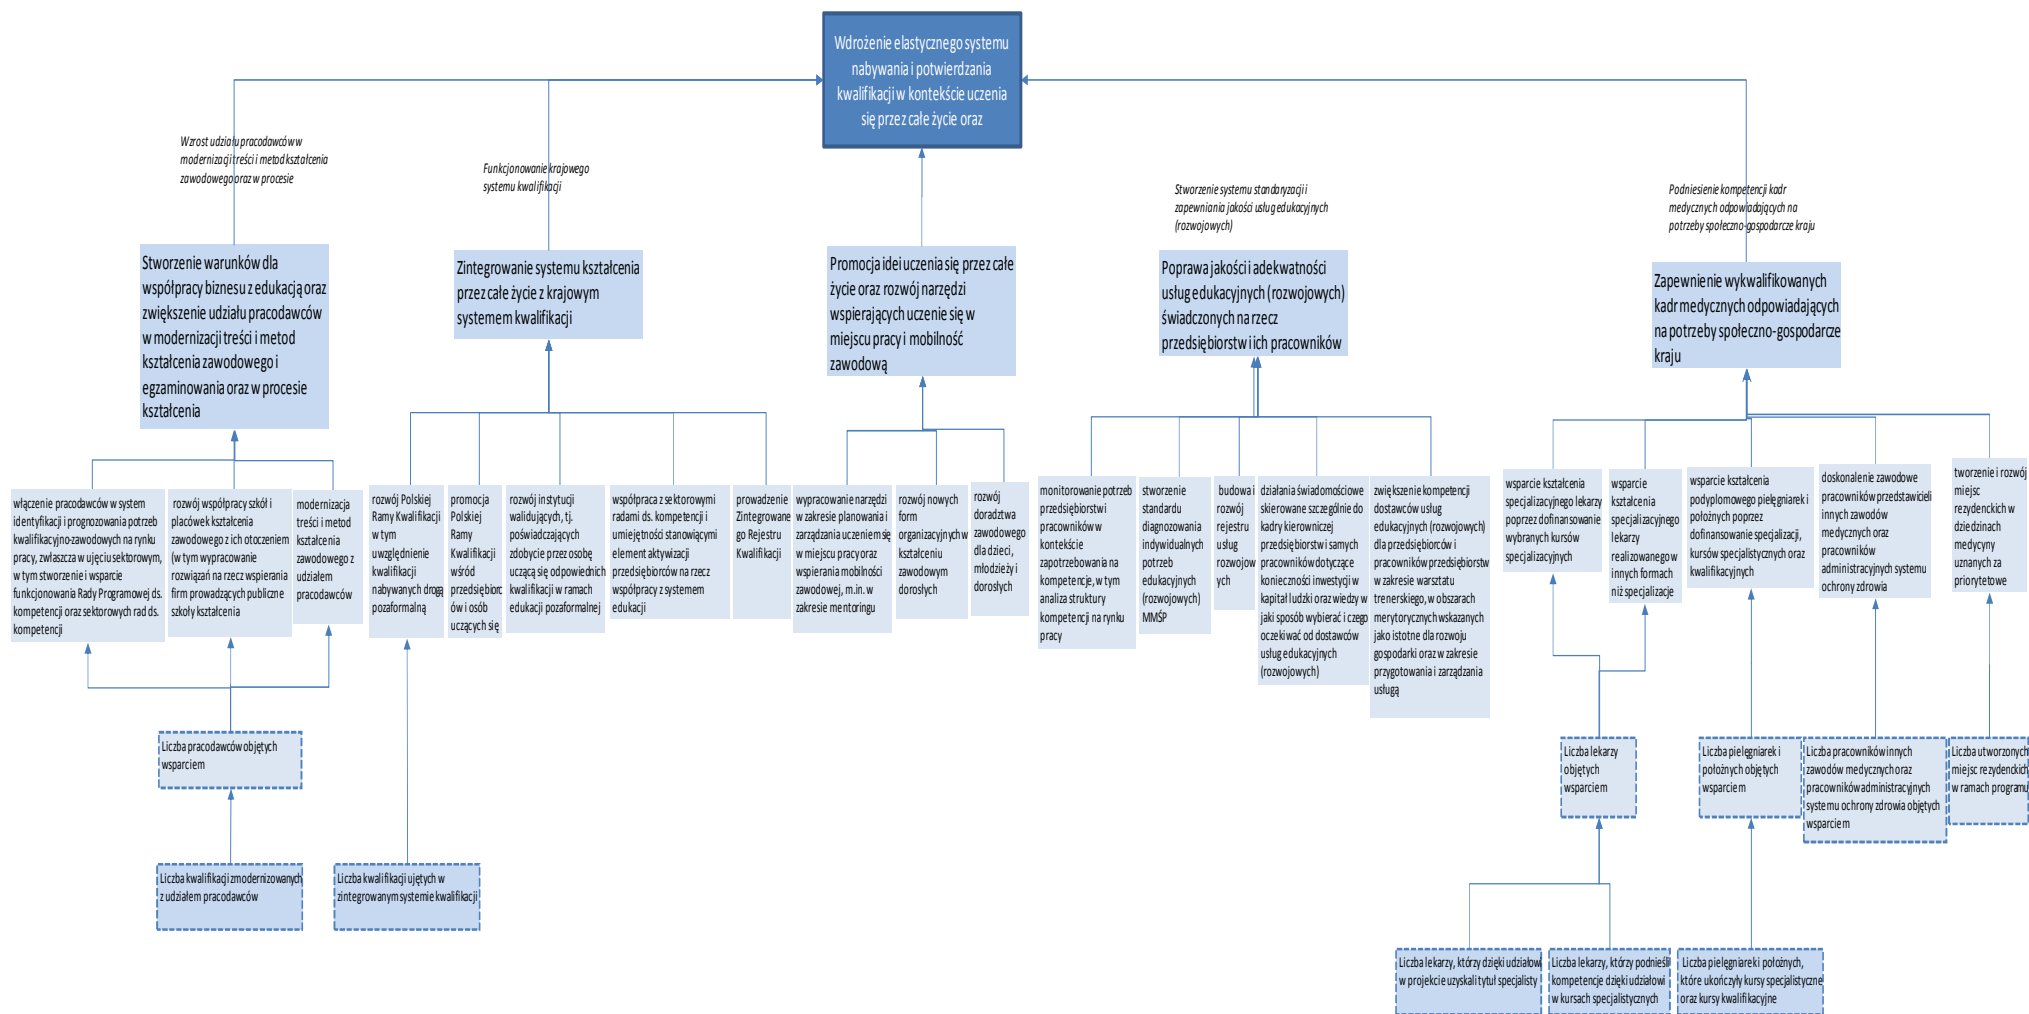 Wdrożenie elastycznego systemu
nabywania i potwierdzania
kwalifikacji w kontekście uczenia
się przez całe życie oraz
Wzrost udziału pracodawców w
modernizacji treści i metod kształcenia
zawodowego oraz w procesie
Funkcjonowanie krajowego
systemu kwalifikacji
Stworzenie systemu standaryzacji i
zapewniania jakości usług edukacyjnych
(rozwojowych)
Podniesienie kompetencji kadr
medycznych odpowiadających na
potrzeby społeczno-gospodarcze kraju
Stworzenie warunków dla
współpracy biznesu z edukacją oraz
zwiększenie udziału pracodawców
w modernizacji treści i metod
kształcenia zawodowego i
egzaminowania oraz w procesie
kształcenia
Zintegrowanie systemu kształcenia
przez całe życie z krajowym
systemem kwalifikacji
Promocja idei uczenia się przez całe
życie oraz rozwój narzędzi
wspierających uczenie się w
miejscu pracy i mobilność
zawodową
Poprawa jakości i adekwatności
usług edukacyjnych (rozwojowych)
świadczonych na rzecz
przedsiębiorstw i ich pracowników
Zapewnienie wykwalifikowanych
kadr medycznych odpowiadających
na potrzeby społeczno-gospodarcze
kraju
włączenie pracodawców w system
identyfikacji i prognozowania potrzeb
kwalifikacyjno-zawodowych na rynku
pracy, zwłaszcza w ujęciu sektorowym,
w tym stworzenie i wsparcie
funkcjonowania Rady Programowej ds.
kompetencji oraz sektorowych rad ds.
kompetencji
rozwój współpracy szkół i
placówek kształcenia
zawodowego z ich otoczeniem
(w tym wypracowanie
rozwiązań na rzecz wspierania
firm prowadzących publiczne
szkoły kształcenia
modernizacja
treści i metod
kształcenia
zawodowego z
udziałem
pracodawców
rozwój Polskiej
Ramy Kwalifikacji
w tym
uwzględnienie
kwalifikacji
nabywanych drogą
pozaformalną
promocja
Polskiej
Ramy
Kwalifikacji
wśród
przedsiębiorc
ów i osób
uczących się
rozwój instytucji
walidujących, tj.
poświadczających
zdobycie przez osobę
uczącą się odpowiednich
kwalifikacji w ramach
edukacji pozaformalnej
współpraca z sektorowymi
radami ds. kompetencji i
umiejętności stanowiącymi
element aktywizacji
przedsiębiorców na rzecz
współpracy z systemem
edukacji
prowadzenie
Zintegrowane
go Rejestru
Kwalifikacji
wypracowanie narzędzi
w zakresie planowania i
zarządzania uczeniem się
w miejscu pracy oraz
wspierania mobilności
zawodowej, m.in. w
zakresie mentoringu
rozwój nowych
form
organizacyjnych w
kształceniu
zawodowym
dorosłych
rozwój
doradztwa
zawodowego
dla dzieci,
młodzieży i
dorosłych
monitorowanie potrzeb
przedsiębiorstw i
pracowników w
kontekście
zapotrzebowania na
kompetencje, w tym
analiza struktury
kompetencji na rynku
pracy
stworzenie
standardu
diagnozowania
indywidualnych
potrzeb
edukacyjnych
(rozwojowych)
MMŚP
budowa i
rozwój
rejestru
usług
rozwojow
ych
działania świadomościowe
skierowane szczególnie do
kadry kierowniczej
przedsiębiorstw i samych
pracowników dotyczące
konieczności inwestycji w
kapitał ludzki oraz wiedzy w
jaki sposób wybierać i czego
oczekiwać od dostawców
usług edukacyjnych
(rozwojowych)
zwiększenie kompetencji
dostawców usług
edukacyjnych (rozwojowych)
dla przedsiębiorców i
pracowników przedsiębiorstw
w zakresie warsztatu
trenerskiego, w obszarach
merytorycznych wskazanych
jako istotne dla rozwoju
gospodarki oraz w zakresie
przygotowania i zarządzania
usługą
wsparcie kształcenia
specjalizacyjnego lekarzy
poprzez dofinansowanie
wybranych kursów
specjalizacyjnych
wsparcie
kształcenia
specjalizacyjnego
lekarzy
realizowanego w
innych formach
niż specjalizacje
wsparcie kształcenia
podyplomowego pielęgniarek i
położnych poprzez
dofinansowanie specjalizacji,
kursów specjalistycznych oraz
kwalifikacyjnych
doskonalenie zawodowe
pracowników przedstawicieli
innych zawodów
medycznych oraz
pracowników
administracyjnych systemu
ochrony zdrowia
tworzenie i rozwój
miejsc
rezydenckich w
dziedzinach
medycyny
uznanych za
priorytetowe
Liczba pracodawców objętych
wsparciem
Liczba lekarzy
objętych
wsparciem
Liczba pielęgniarek i
położnych objętych
wsparciem
Liczba pracowników innych
zawodów medycznych oraz
pracowników administracyjnych
systemu ochrony zdrowia objętych
wsparciem
Liczba utworzonych
miejsc rezydenckich
w ramach programu
Liczba kwalifikacji zmodernizowanych
z udziałem pracodawców
Liczba kwalifikacji ujętych w
zintegrowanym systemie kwalifikacji
Liczba lekarzy, którzy dzięki udziałowi
w projekcie uzyskali tytuł specjalisty
Liczba lekarzy, którzy podnieśli
kompetencje dzięki udziałowi
w kursach specjalistycznych
Liczba pielęgniarek i położnych,
które ukończyły kursy specjalistyczne
oraz kursy kwalifikacyjne